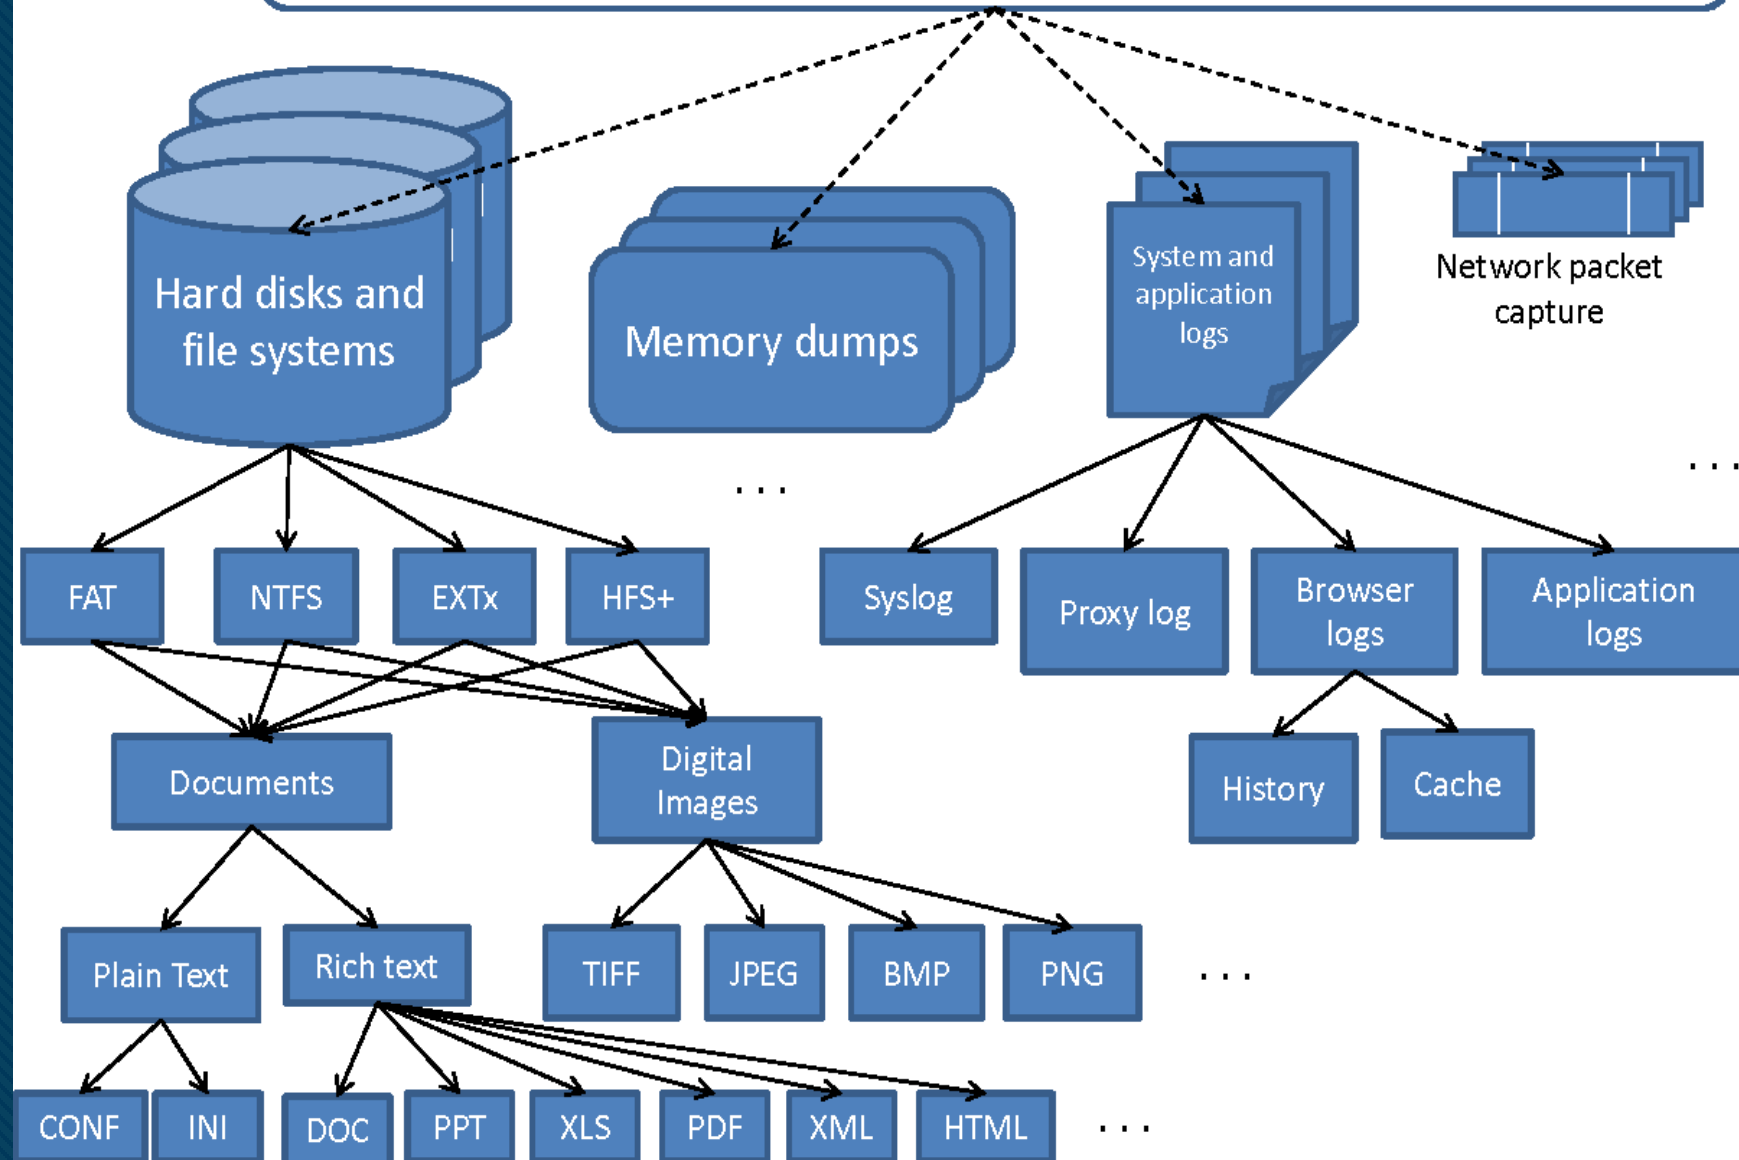 Hard disks and
file systems
Memory dumps
System and
application
logs
Network packet
capture
...
...
FAT
NTFS
EXTx
HFS+
Syslog
Proxy log
Browser
logs
Application
logs
Documents
Digital
Images
History
Cache
Plain Text
Rich text
TIFF
JPEG
BMP
PNG
...
CONF
INI
DOC
PPT
XLS
PDF
XML
HTML
...